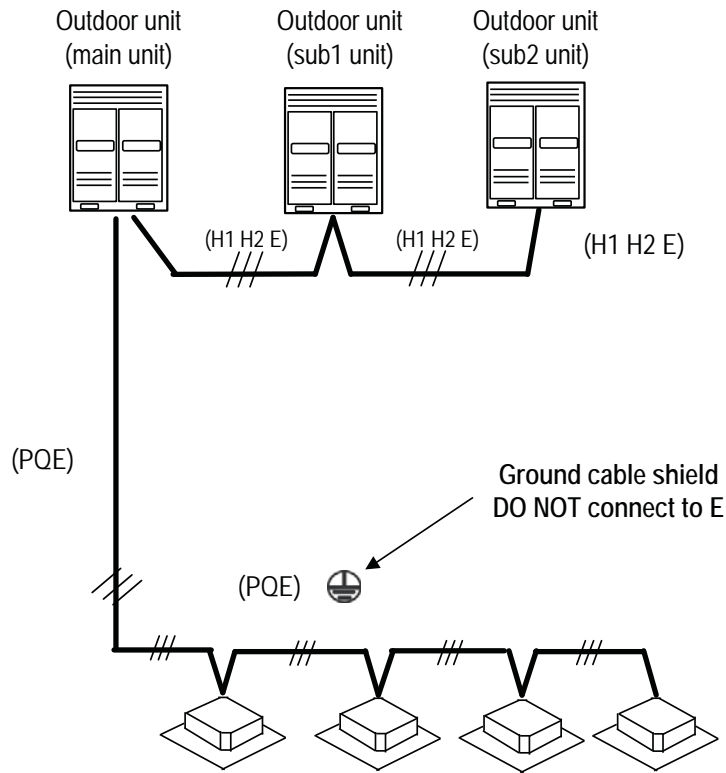 Outdoor unit
(main unit)
Outdoor unit
(sub1 unit)
Outdoor unit
(sub2 unit)
(H1 H2 E)
(H1 H2 E)
(H1 H2 E)
(PQE)
Ground cable shield
DO NOT connect to E
(PQE)